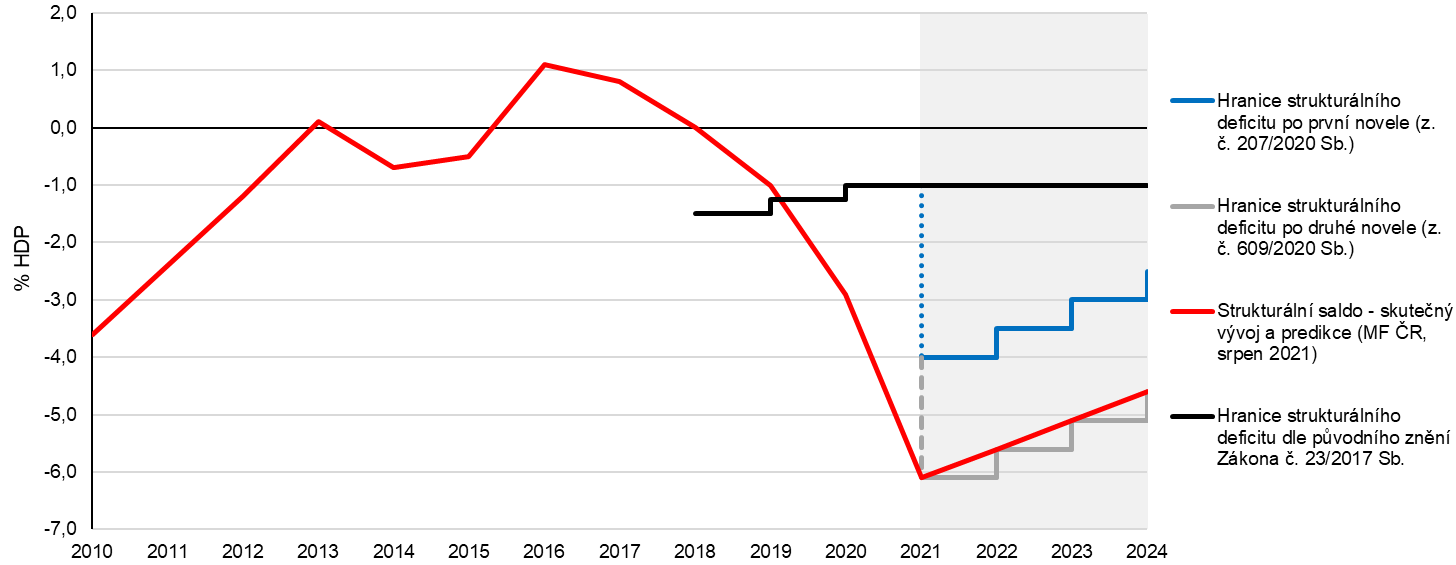 2,0
1,0
0,0
-1,0
-2,0
-3,0
-4,0
-5,0
-6,0
-7,0
% HDP
2010 2011 2012 2013 2014 2015 2016 2017 2018 2019 2020 2021 2022 2023 2024
Hranice strukturálního
deficitu po první novele (z.
č. 207/2020 Sb.)
Hranice strukturálního
deficitu po druhé novele (z.
č. 609/2020 Sb.)
Strukturální saldo - skutečný
vývoj a predikce (MF ČR,
srpen 2021)
Hranice strukturálního
deficitu dle původního znění
Zákona č. 23/2017 Sb.